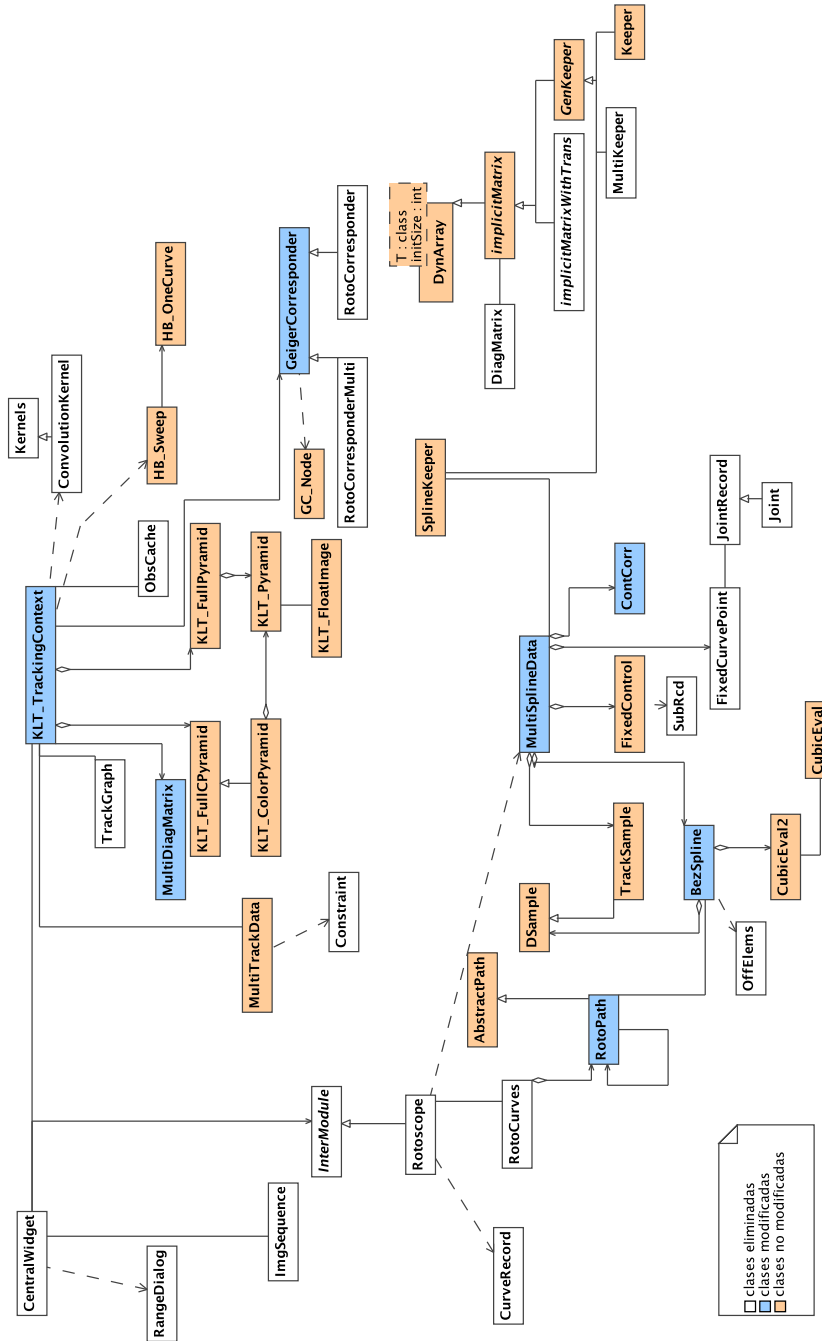 Kernels
ConvolutionKernel
HB_OneCurve
HB_Sweep
KLT_TrackingContext
ObsCache
TrackGraph
MultiDiagMatrix
KLT_FullPyramid
KLT_Pyramid
KLT_FloatImage
KLT_FullCPyramid
KLT_ColorPyramid
MultiTrackData
Constraint
GeigerCorresponder
RotoCorresponder
RotoCorresponderMulti
GC_Node
CentralWidget
RangeDialog
ImgSequence
InterModule
Rotoscope
CurveRecord
RotoCurves
RotoPath
AbstractPath
DSample
TrackSample
BezSpline
OffElems
CubicEval2
CubicEval
MultiSplineData
FixedControl
SubRcd
ContCorr
FixedCurvePoint
JointRecord
Joint
SplineKeeper
T : class
initSize : int
DynArray
implicitMatrix
DiagMatrix
implicitMatrixWithTrans
GenKeeper
MultiKeeper
Keeper
clases eliminadas
clases modificadas
clases no modificadas